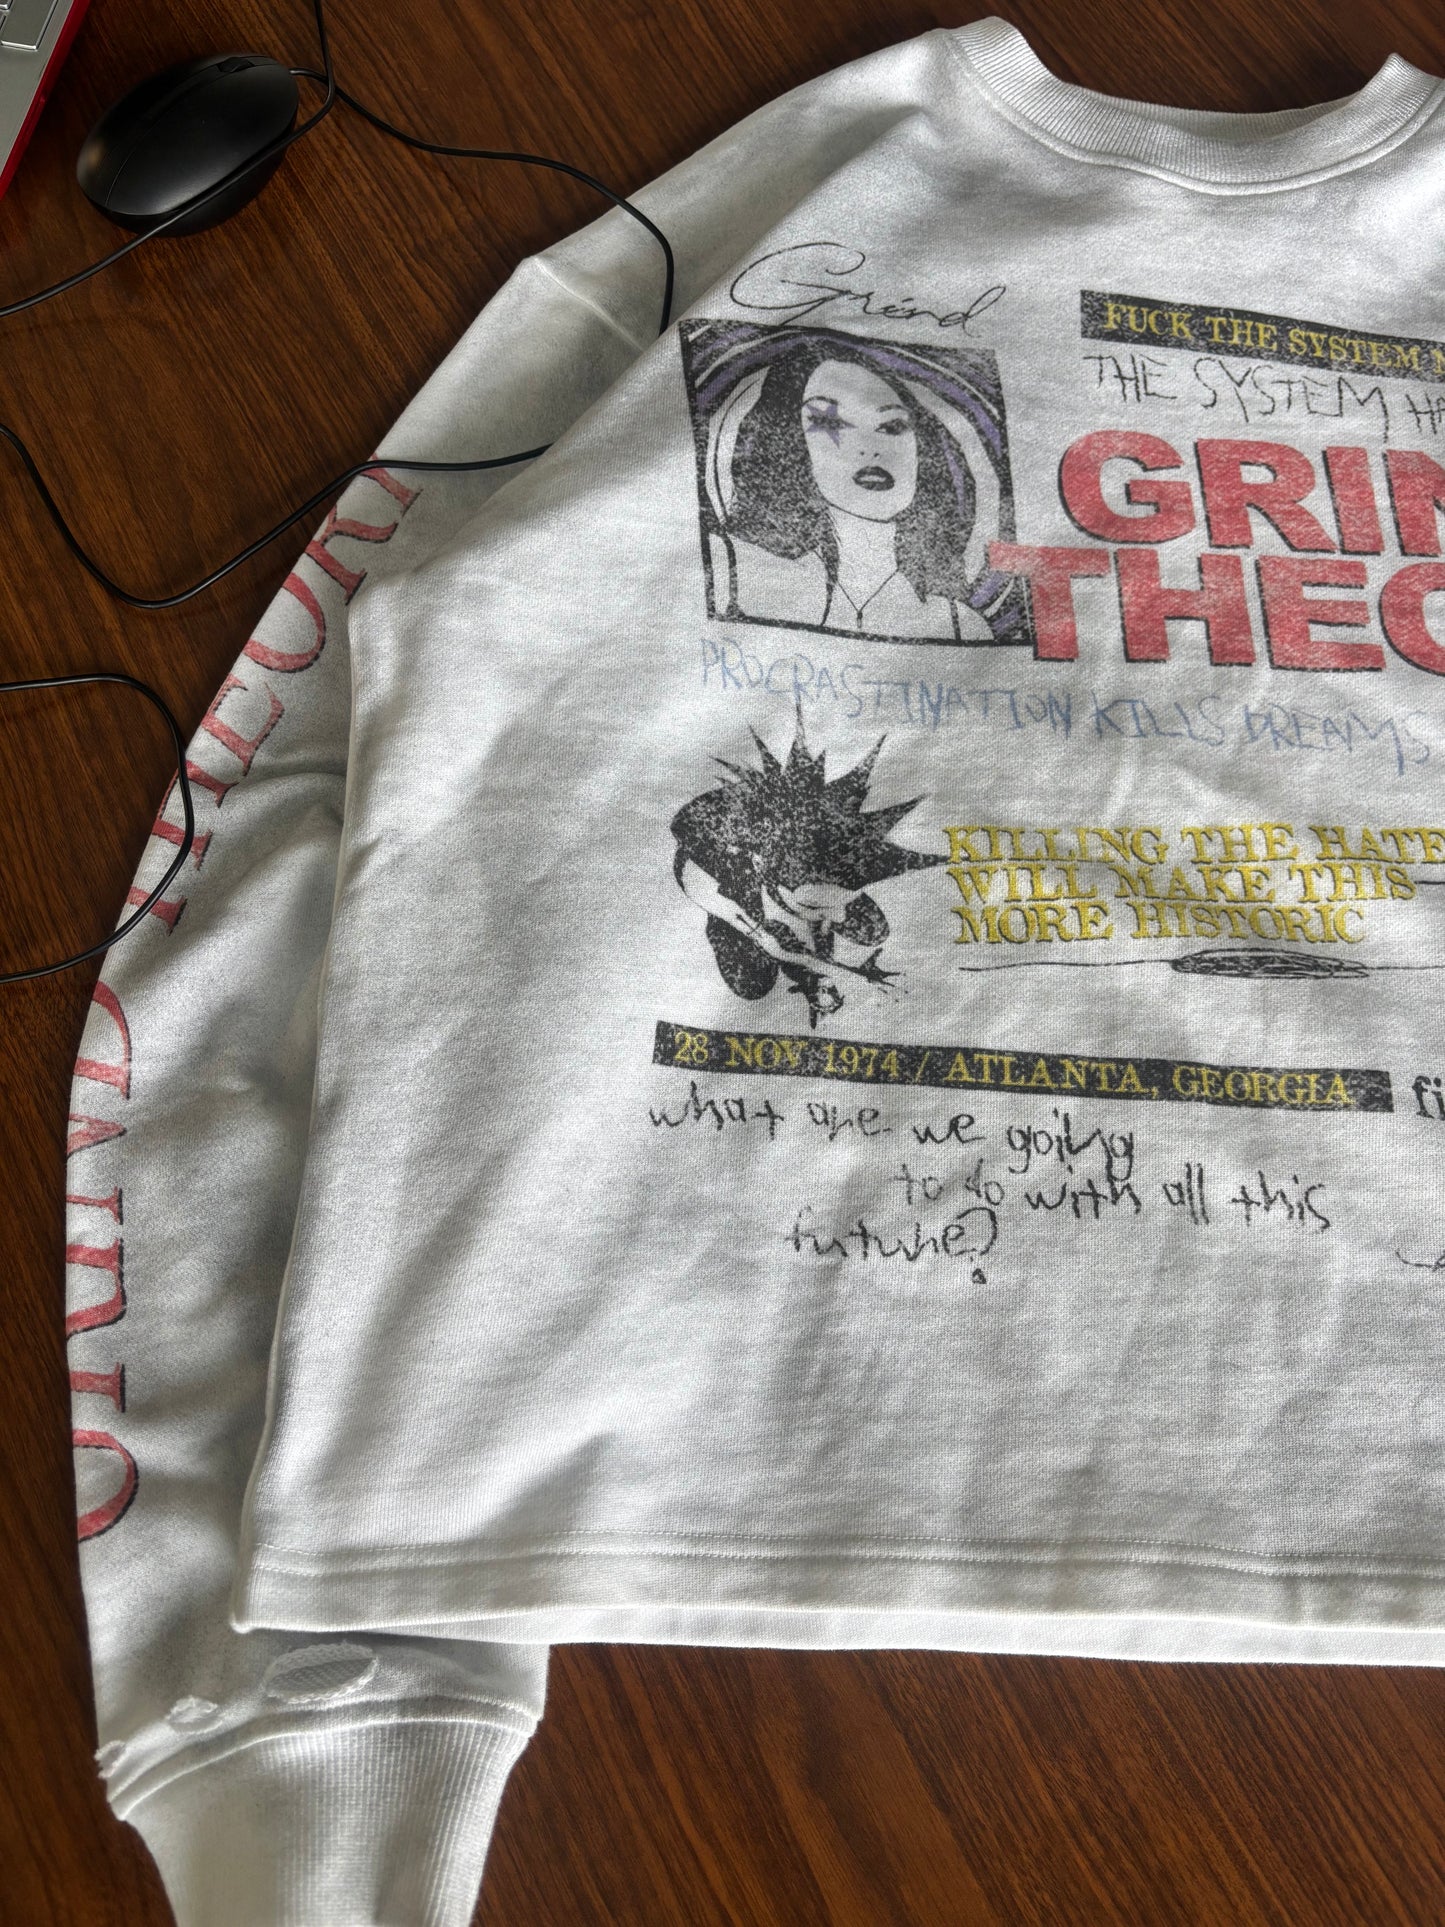 Grind
FUCK THE SYSTEM
THE SYSTEM
GRIN
THEO
PROCRASTINATION KILLS DREAMS
KILLING THE HATE
WILL MAKE THIS
MORE HISTORIC
28 NOV 1974 / ATLANTA, GEORGIA
fi
what are we going
to do with all this
future?
GRIND THEORY